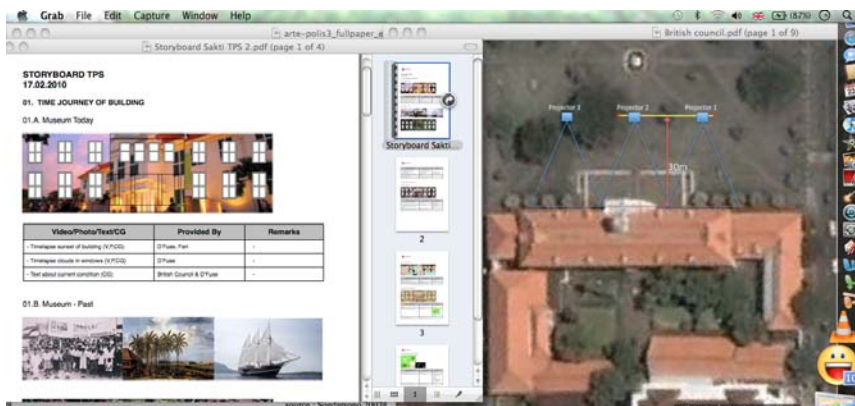 Grab File Edit Capture Window Help
(87%)
arte-polis3_fullpaper_e
Storyboard Sakti TPS 2.pdf (page 1 of 4)
British council.pdf (page 1 of 9)
STORYBOARD TPS
17.02.2010
01. TIME JOURNEY OF BUILDING
01.A. Museum Today
Video/Photo/Text/CG Provided By Remarks
- Timelapse sunset of building (V,P,CG) D'Fuse, Feri -
- Timelapse clouds in windows (V,P,CG) D'Fuse -
- Text about current condition (CG) British Council & D'Fuse -
01.B. Museum - Past
Storyboard Sakti...
2
3
1
Projector 3 Projector 2 Projector 1
30m